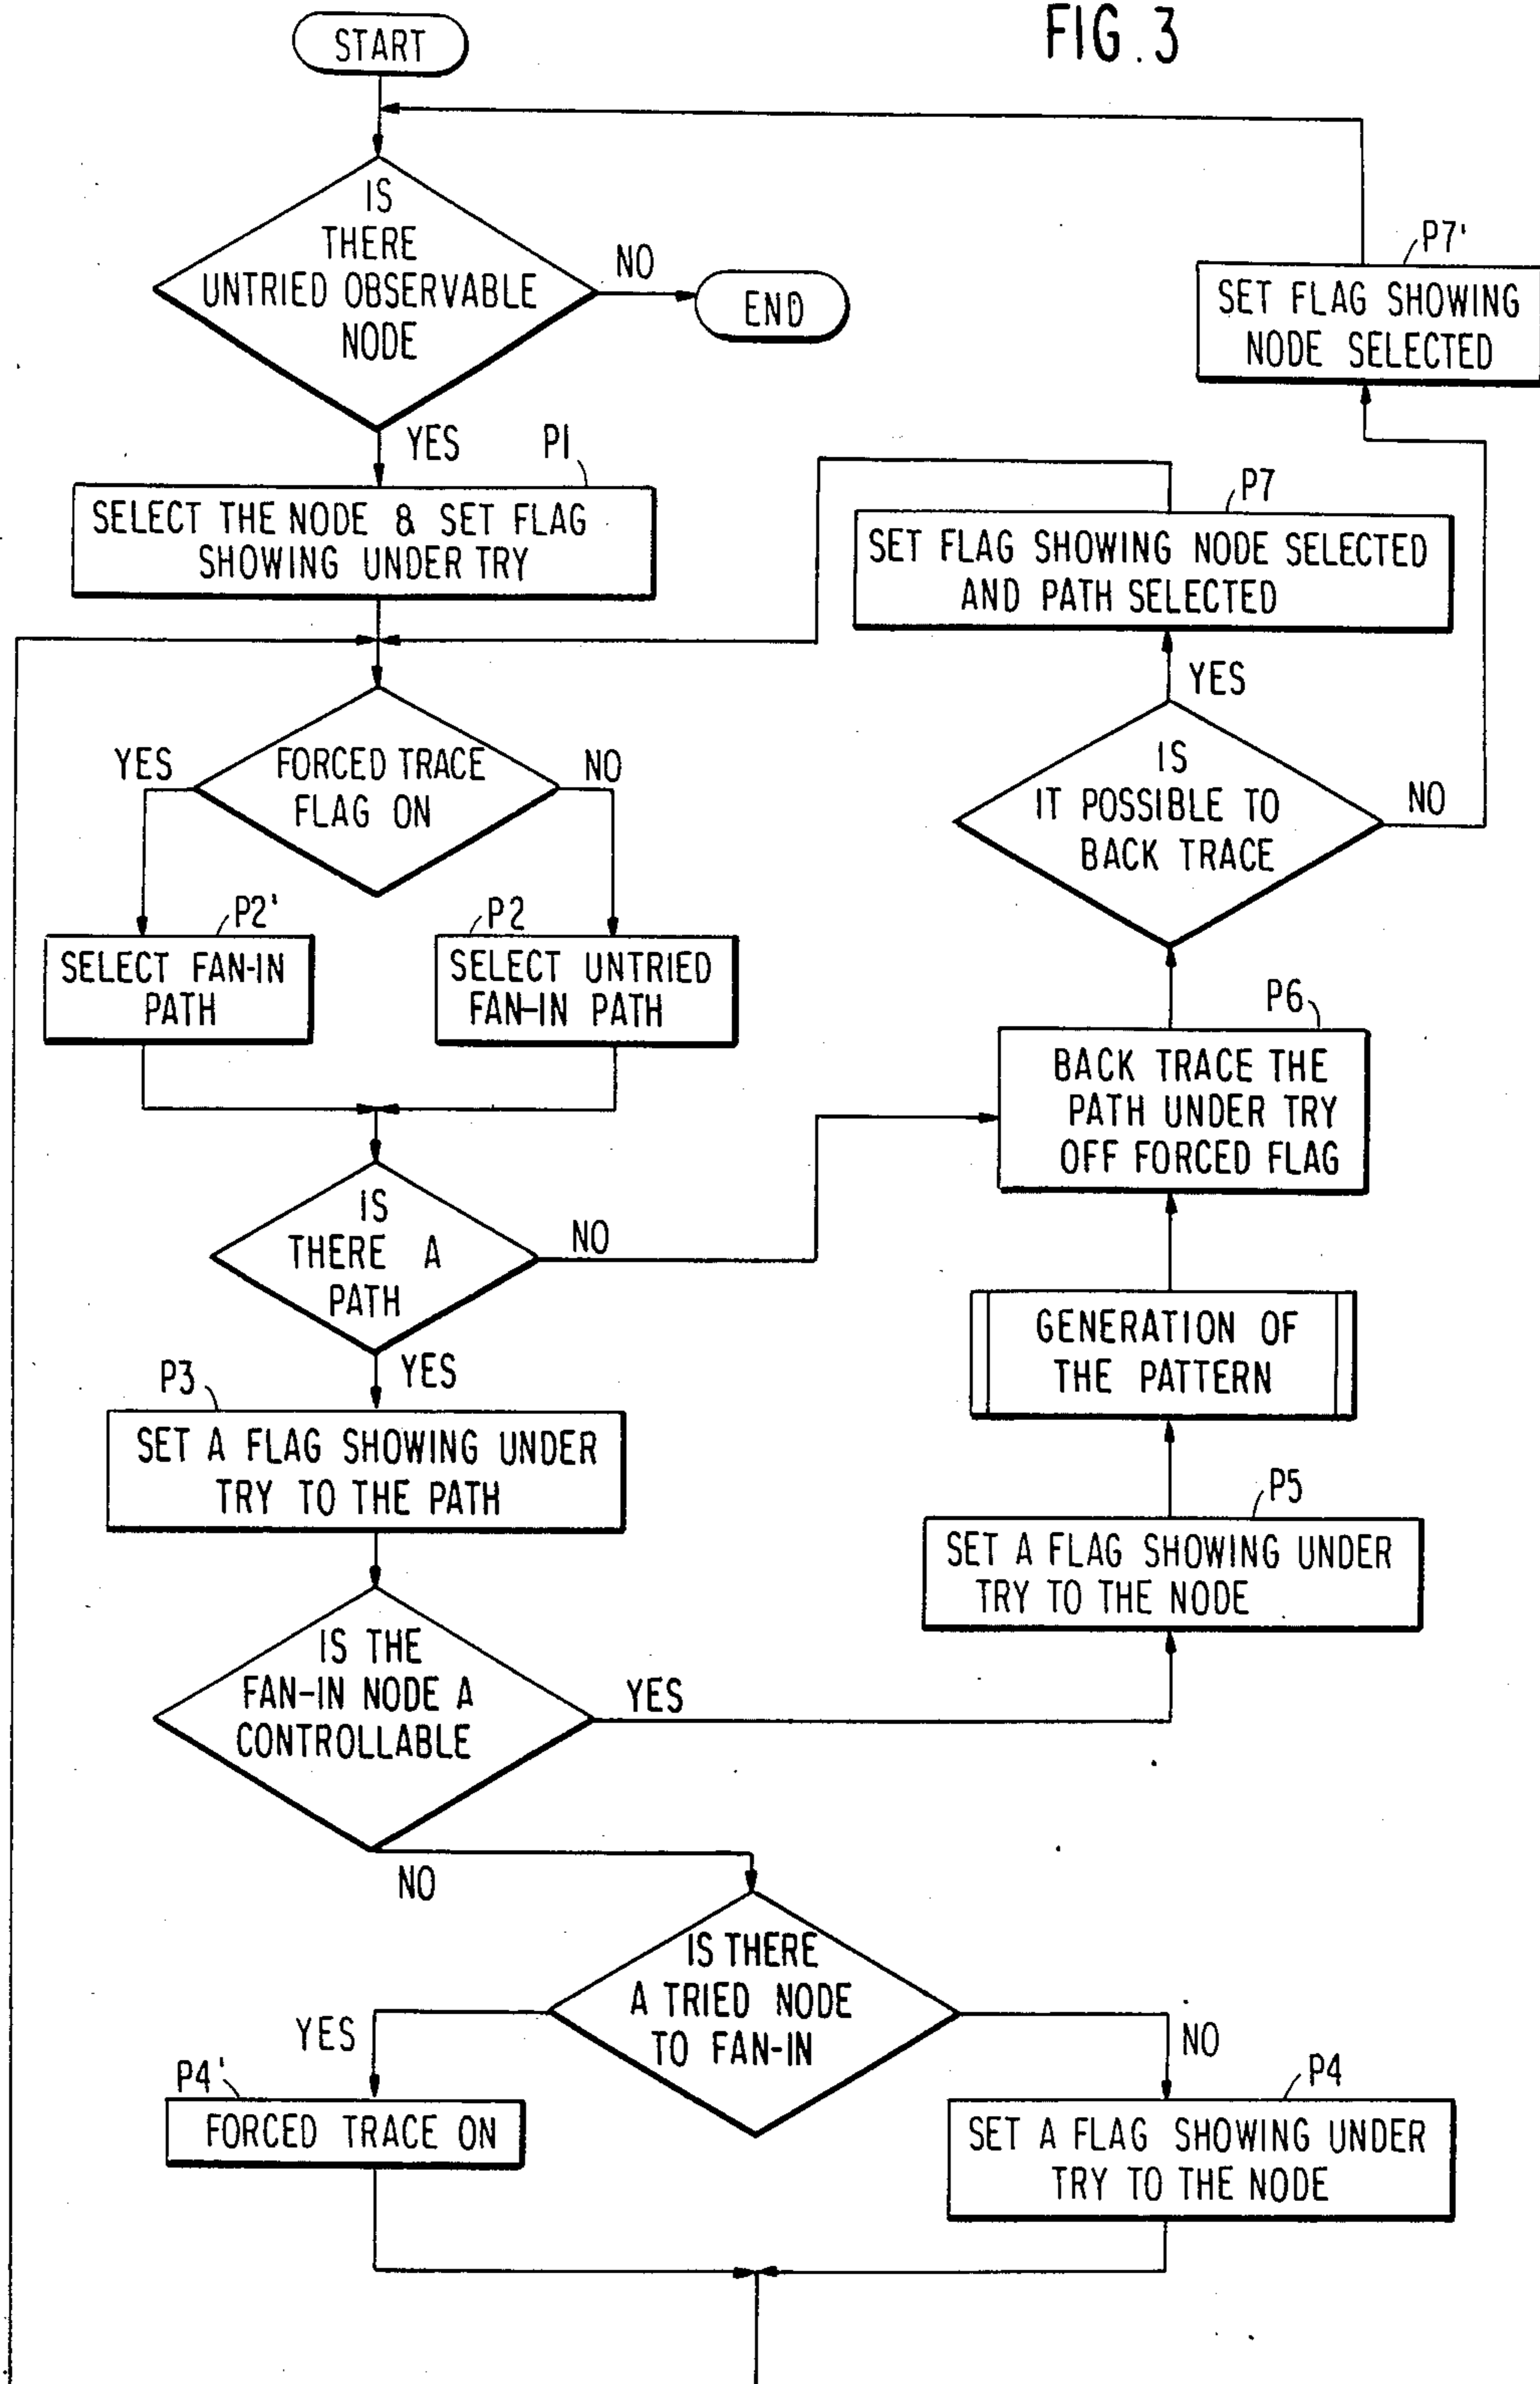 FIG.3
START
IS
THERE
UNTRIED OBSERVABLE
NODE
NO
END
YES
P1
SELECT THE NODE & SET FLAG
SHOWING UNDER TRY
P7'
SET FLAG SHOWING
NODE SELECTED
P7
SET FLAG SHOWING NODE SELECTED
AND PATH SELECTED
YES
IS
IT POSSIBLE TO
BACK TRACE
NO
FORCED TRACE
FLAG ON
YES
NO
P2'
SELECT FAN-IN
PATH
P2
SELECT UNTRIED
FAN-IN PATH
P6
BACK TRACE THE
PATH UNDER TRY
OFF FORCED FLAG
IS
THERE A
PATH
NO
YES
GENERATION OF
THE PATTERN
P3
SET A FLAG SHOWING UNDER
TRY TO THE PATH
P5
SET A FLAG SHOWING UNDER
TRY TO THE NODE
IS THE
FAN-IN NODE A
CONTROLLABLE
YES
NO
IS THERE
A TRIED NODE
TO FAN-IN
YES
NO
P4'
FORCED TRACE ON
P4
SET A FLAG SHOWING UNDER
TRY TO THE NODE